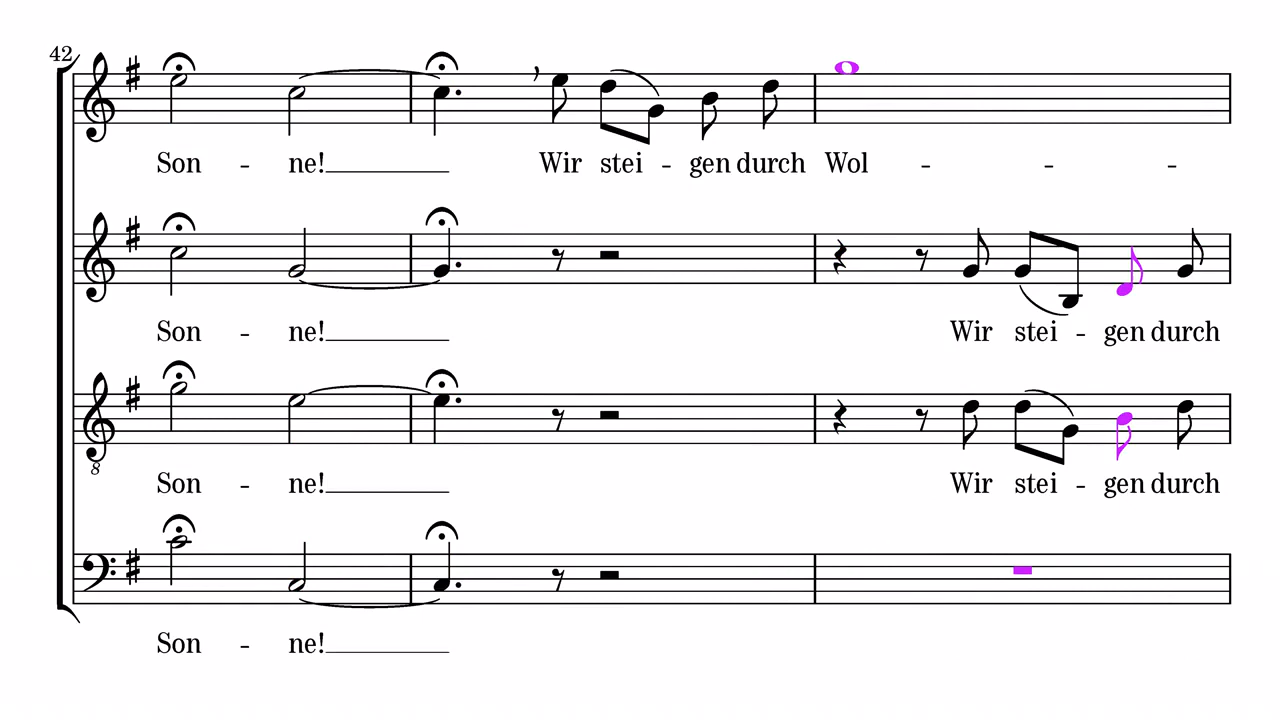 42
Son - ne!
Wir stei - gen durch Wol - - -
Son - ne!
Wir stei - gen durch
8
Son - ne!
Wir stei - gen durch
Son - ne!